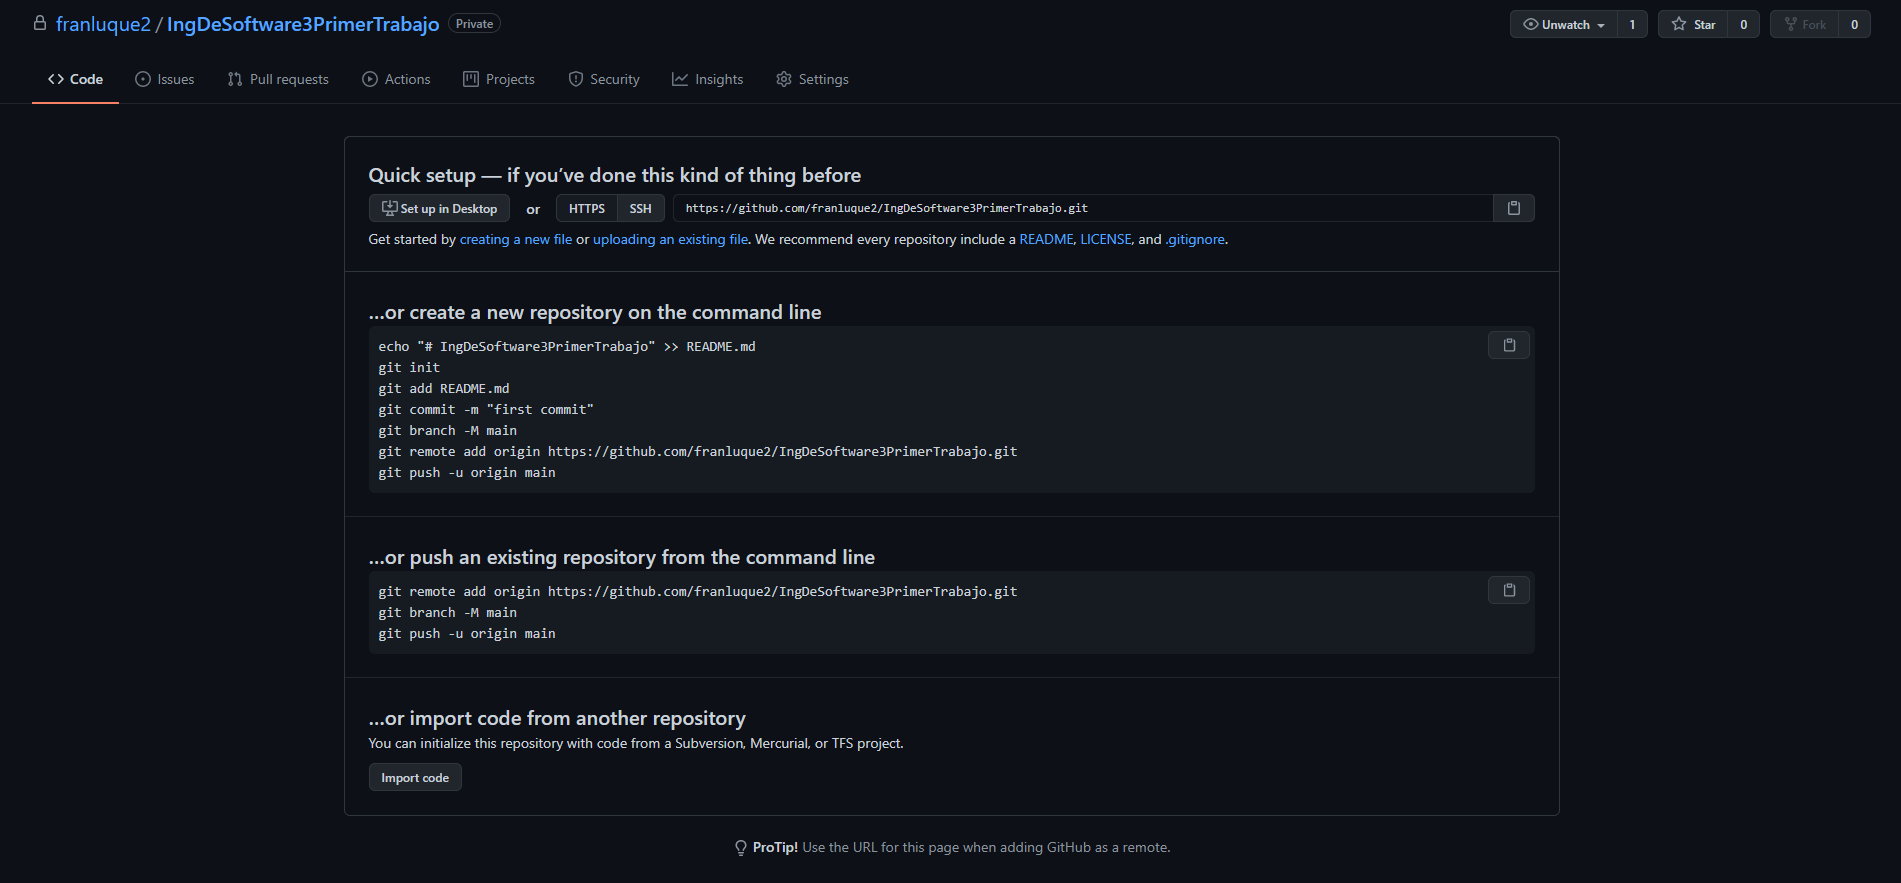 franluque2 / IngDeSoftware3PrimerTrabajo Private
Unwatch 1 Star 0 Fork 0
Code Issues Pull requests Actions Projects Security Insights Settings
Quick setup — if you’ve done this kind of thing before
Set up in Desktop or HTTPS SSH https://github.com/franluque2/IngDeSoftware3PrimerTrabajo.git
Get started by creating a new file or uploading an existing file. We recommend every repository include a README, LICENSE, and .gitignore.
…or create a new repository on the command line
echo "# IngDeSoftware3PrimerTrabajo" >> README.md
git init
git add README.md
git commit -m "first commit"
git branch -M main
git remote add origin https://github.com/franluque2/IngDeSoftware3PrimerTrabajo.git
git push -u origin main
…or push an existing repository from the command line
git remote add origin https://github.com/franluque2/IngDeSoftware3PrimerTrabajo.git
git branch -M main
git push -u origin main
…or import code from another repository
You can initialize this repository with code from a Subversion, Mercurial, or TFS project.
Import code
ProTip! Use the URL for this page when adding GitHub as a remote.